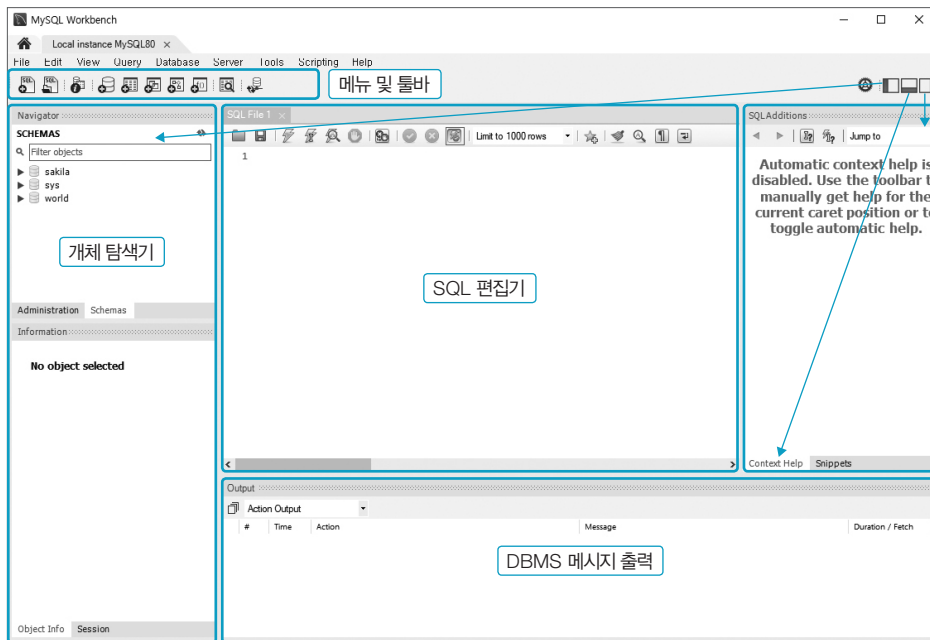 MySQL Workbench
Local instance MySQL80 ×
File Edit View Query Database Server Tools Scripting Help
메뉴 및 툴바
Navigator
SCHEMAS
Filter objects
sakila
sys
world
개체 탐색기
Administration Schemas
Information
No object selected
Object Info Session
SQL File 1 ×
Limit to 1000 rows
1
SQL 편집기
SQLAdditions
Jump to
Automatic context help is
disabled. Use the toolbar t
manually get help for the
current caret position or to
toggle automatic help.
Context Help Snippets
Output
Action Output
# Time Action Message Duration / Fetch
DBMS 메시지 출력